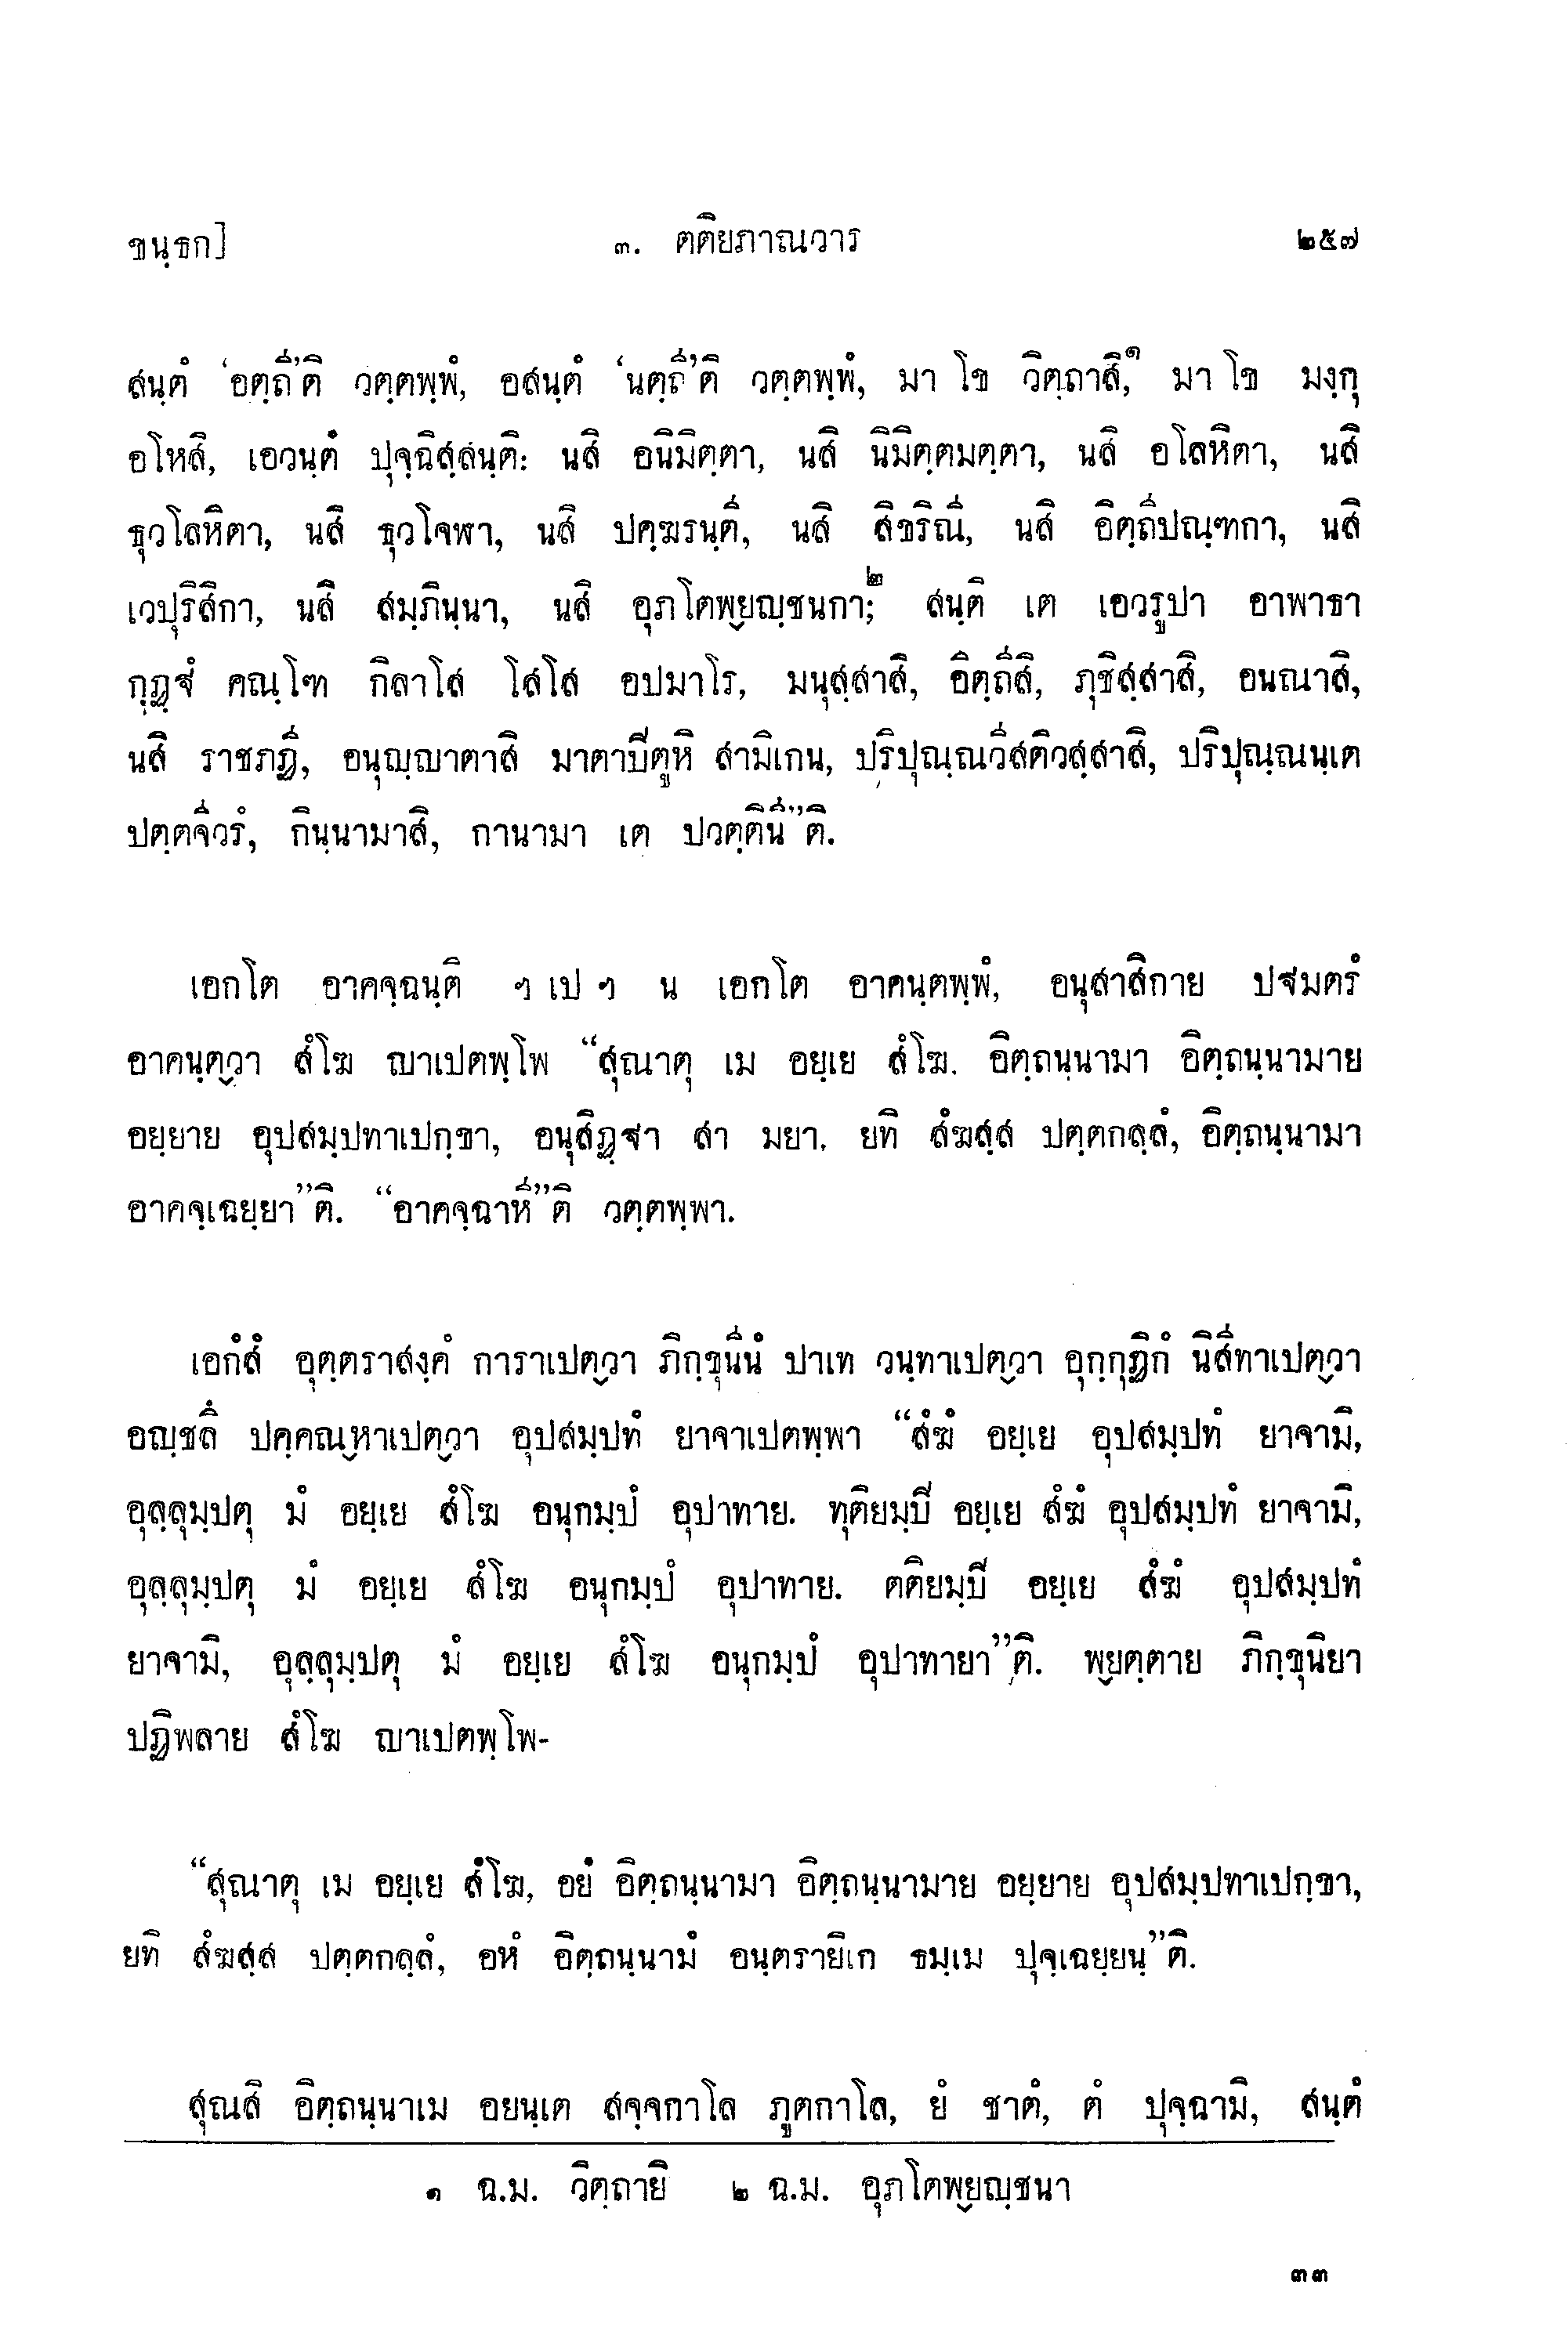 ขนฺธก]
๓. ตติยภาณวาร
๒๕๗
สนฺตํ ‘อตฺถี’ติ วตฺตพฺพํ, อสนฺตํ ‘นตฺถี’ติ วตฺตพฺพํ, มา โข วิตฺถาสิ,๑ มา โข มงฺกุ
อโหสิ, เอวนฺตํ ปุจฺฉิสฺสนฺติ: นสิ อนิมิตฺตา, นสิ นิมิตฺตมตฺตา, นสิ อโลหิตา, นสิ
ธุวโลหิตา, นสิ ธุวโจฬา, นสิ ปคฺฆรนฺตี, นสิ สิขริณี, นสิ อิตฺถีปณฺฑกา, นสิ
เวปุริสิกา, นสิ สมฺภินฺนา, นสิ อุภโตพฺยญฺชนกา;๒ สนฺติ เต เอวรูปา อาพาธา
กุฏฺฐํ คณฺโฑ กิลาโส โสโส อปมาโร, มนุสฺสาสิ, อิตฺถีสิ, ภุชิสฺสาสิ, อนณาสิ,
นสิ ราชภฏี, อนุญฺญาตาสิ มาตาปิตูหิ สามิเกน, ปริปุณฺณวีสติวสฺสาสิ, ปริปุณฺณนฺเต
ปตฺตจีวรํ, กินฺนามาสิ, กานามา เต ปวตฺตินี”ติ.
เอกโต อาคจฺฉนฺติ ฯ เป ฯ น เอกโต อาคนฺตพฺพํ, อนุสาสิกาย ปฐมตรํ
อาคนฺตฺวา สํโฆ ญาเปตพฺโพ “สุณาตุ เม อยฺเย สํโฆ. อิตฺถนฺนามา อิตฺถนฺนามาย
อยฺยาย อุปสมฺปทาเปกฺขา, อนุสิฏฺฐา สา มยา. ยทิ สํฆสฺส ปตฺตกลฺลํ, อิตฺถนฺนามา
อาคจฺเฉยฺยา”ติ. “อาคจฺฉาหี”ติ วตฺตพฺพา.
เอกํสํ อุตฺตราสงฺคํ การาเปตฺวา ภิกฺขุนีนํ ปาเท วนฺทาเปตฺวา อุกฺกุฏิกํ นิสีทาเปตฺวา
อญฺชลึ ปคฺคณฺหาเปตฺวา อุปสมฺปทํ ยาจาเปตพฺพา “สํฆํ อยฺเย อุปสมฺปทํ ยาจามิ,
อุลฺลุมฺปตุ มํ อยฺเย สํโฆ อนุกมฺปํ อุปาทาย. ทุติยมฺปิ อยฺเย สํฆํ อุปสมฺปทํ ยาจามิ,
อุลฺลุมฺปตุ มํ อยฺเย สํโฆ อนุกมฺปํ อุปาทาย. ตติยมฺปิ อยฺเย สํฆํ อุปสมฺปทํ
ยาจามิ, อุลฺลุมฺปตุ มํ อยฺเย สํโฆ อนุกมฺปํ อุปาทายา”ติ. พฺยตฺตาย ภิกฺขุนิยา
ปฏิพลาย สํโฆ ญาเปตพฺโพ-
“สุณาตุ เม อยฺเย สํโฆ, อยํ อิตฺถนฺนามา อิตฺถนฺนามาย อยฺยาย อุปสมฺปทาเปกฺขา,
ยทิ สํฆสฺส ปตฺตกลฺลํ, อหํ อิตฺถนฺนามํ อนฺตรายิเก ธมฺเม ปุจฺเฉยฺยนฺ”ติ.
สุณสิ อิตฺถนฺนาเม อยนฺเต สจฺจกาโล ภูตกาโล, ยํ ชาตํ, ตํ ปุจฺฉามิ, สนฺตํ
๑ ฉ.ม. วิตฺถายิ ๒ ฉ.ม. อุภโตพฺยญฺชนา
๓๓